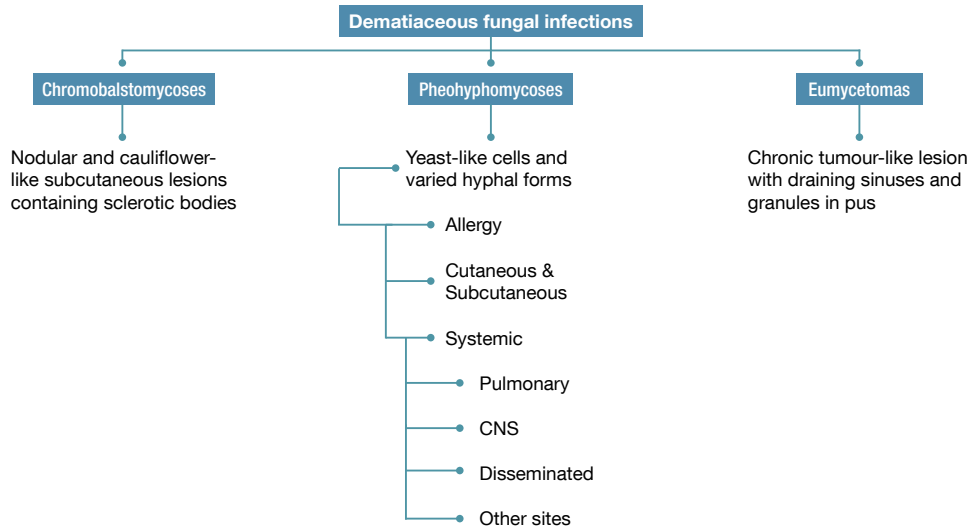 Dematiaceous fungal infections
Chromobalstomycoses
Nodular and cauliflower-
like subcutaneous lesions
containing sclerotic bodies
Pheohyphomycoses
Yeast-like cells and
varied hyphal forms
Allergy
Cutaneous &
Subcutaneous
Systemic
Pulmonary
CNS
Disseminated
Other sites
Eumycetomas
Chronic tumour-like lesion
with draining sinuses and
granules in pus